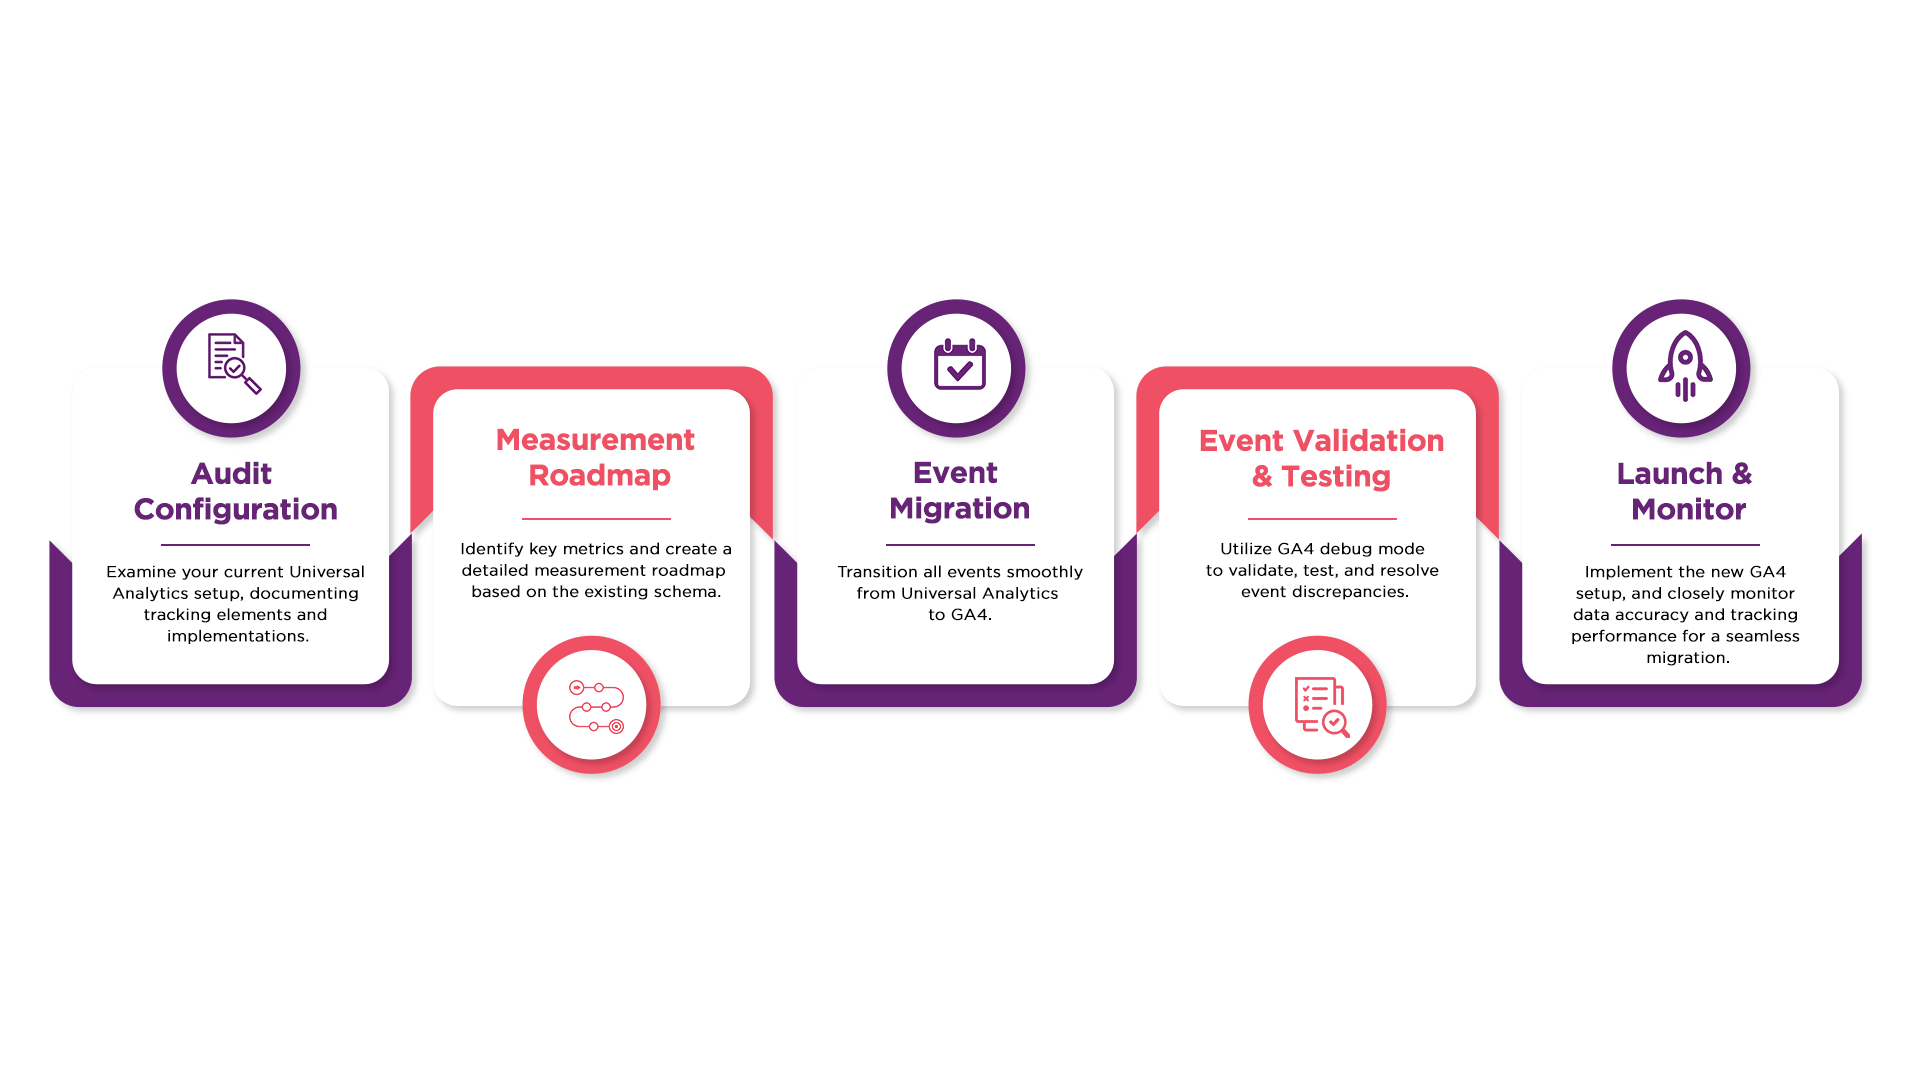 Audit
Configuration
Examine your current Universal
Analytics setup, documenting
tracking elements and
implementations.
Measurement
Roadmap
Identify key metrics and create a
detailed measurement roadmap
based on the existing schema.
Event
Migration
Transition all events smoothly
from Universal Analytics
to GA4.
Event Validation
& Testing
Utilize GA4 debug mode
to validate, test, and resolve
event discrepancies.
Launch &
Monitor
Implement the new GA4
setup, and closely monitor
data accuracy and tracking
performance for a seamless
migration.